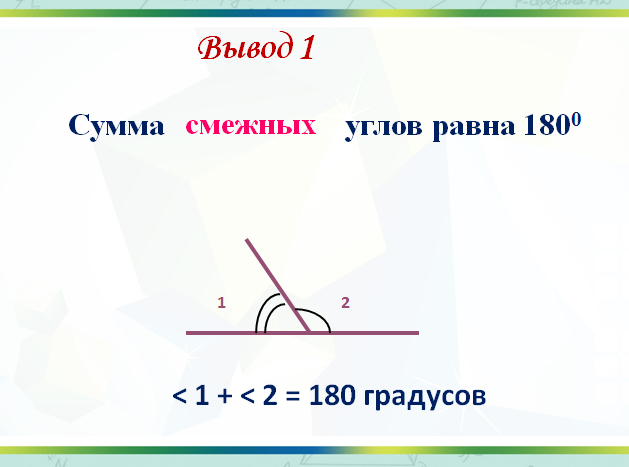 Вывод 1
Сумма смежных углов равна 180⁰
1 2
< 1 + < 2 = 180 градусов